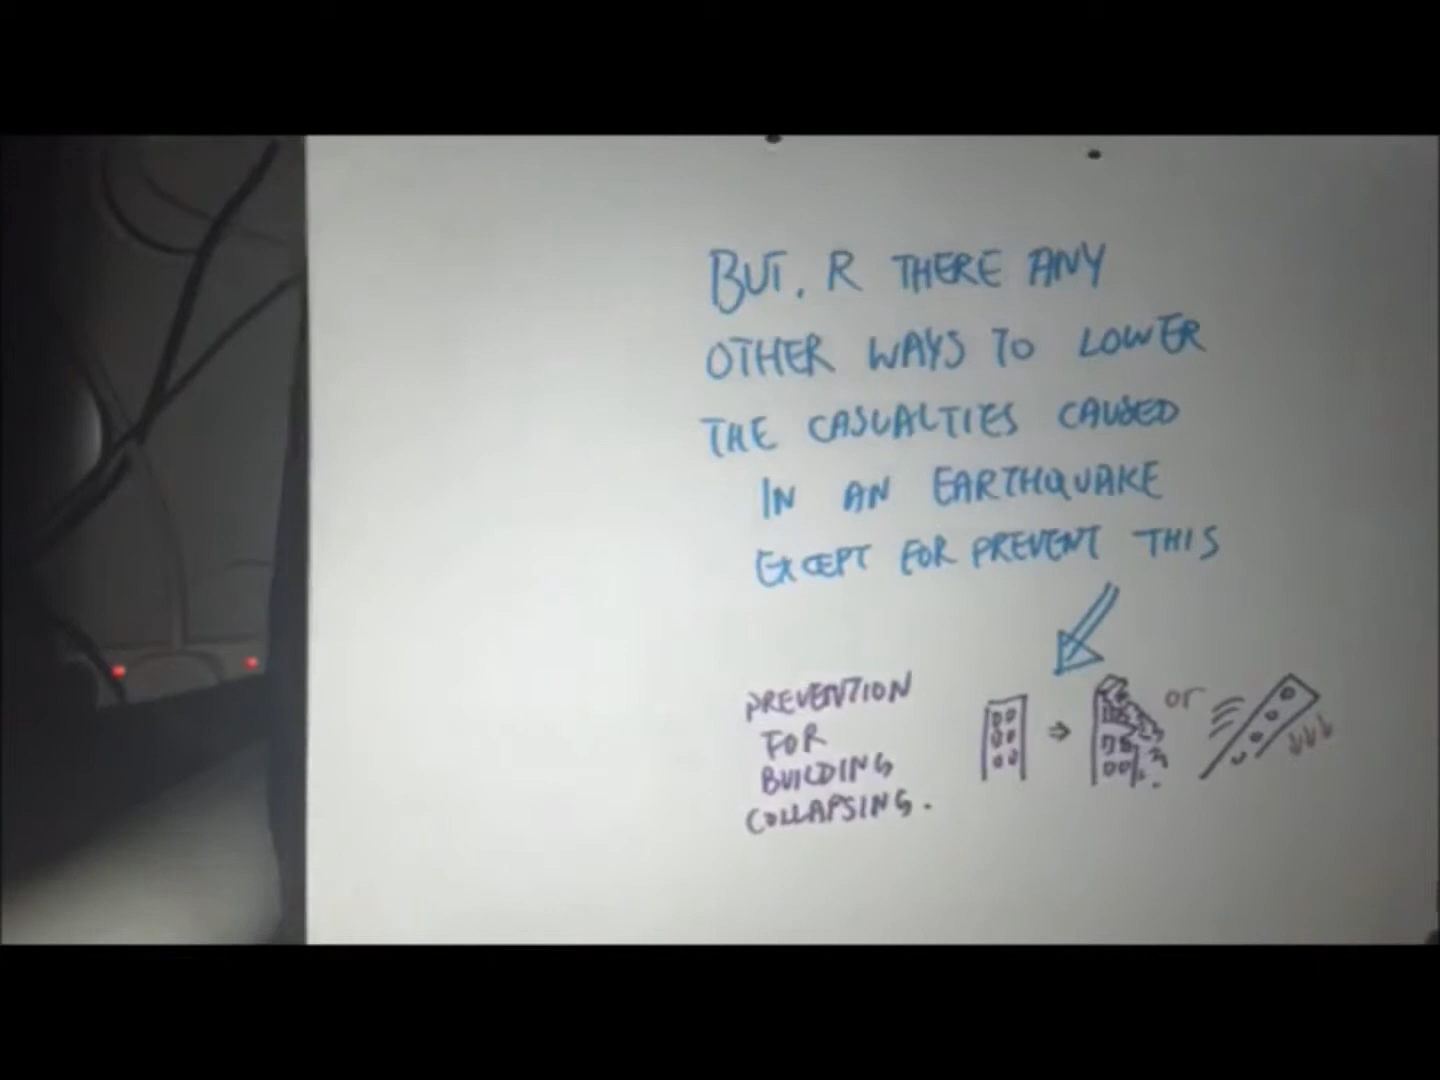 BUT, R THERE ANY
OTHER WAYS TO LOWER
THE CASUALTIES CAUSED
IN AN EARTHQUAKE
EXCEPT FOR PREVENT THIS
PREVENTION
FOR
BUILDING
COLLAPSING.
or